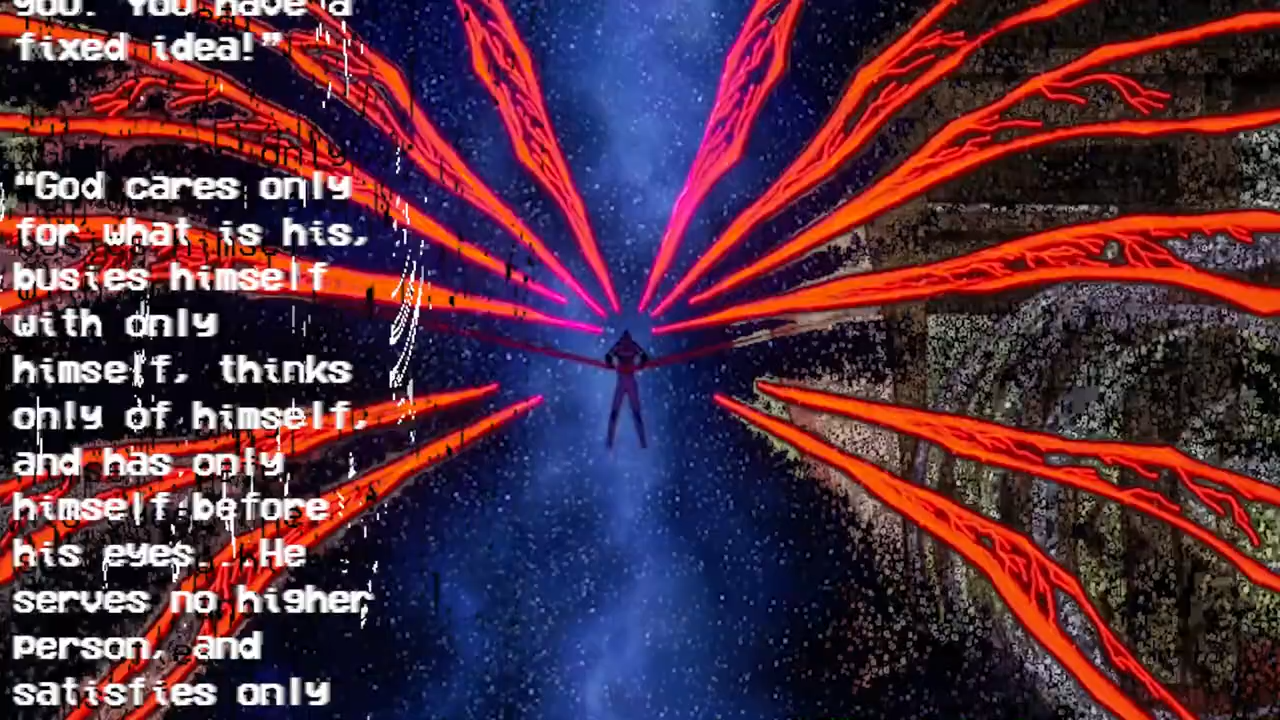 you. You have a
fixed idea!”
“God cares only
for what is his,
busies himself
with only
himself, thinks
only of himself,
and has only
himself before
his eyes...He
serves no higher
person, and
satisfies only